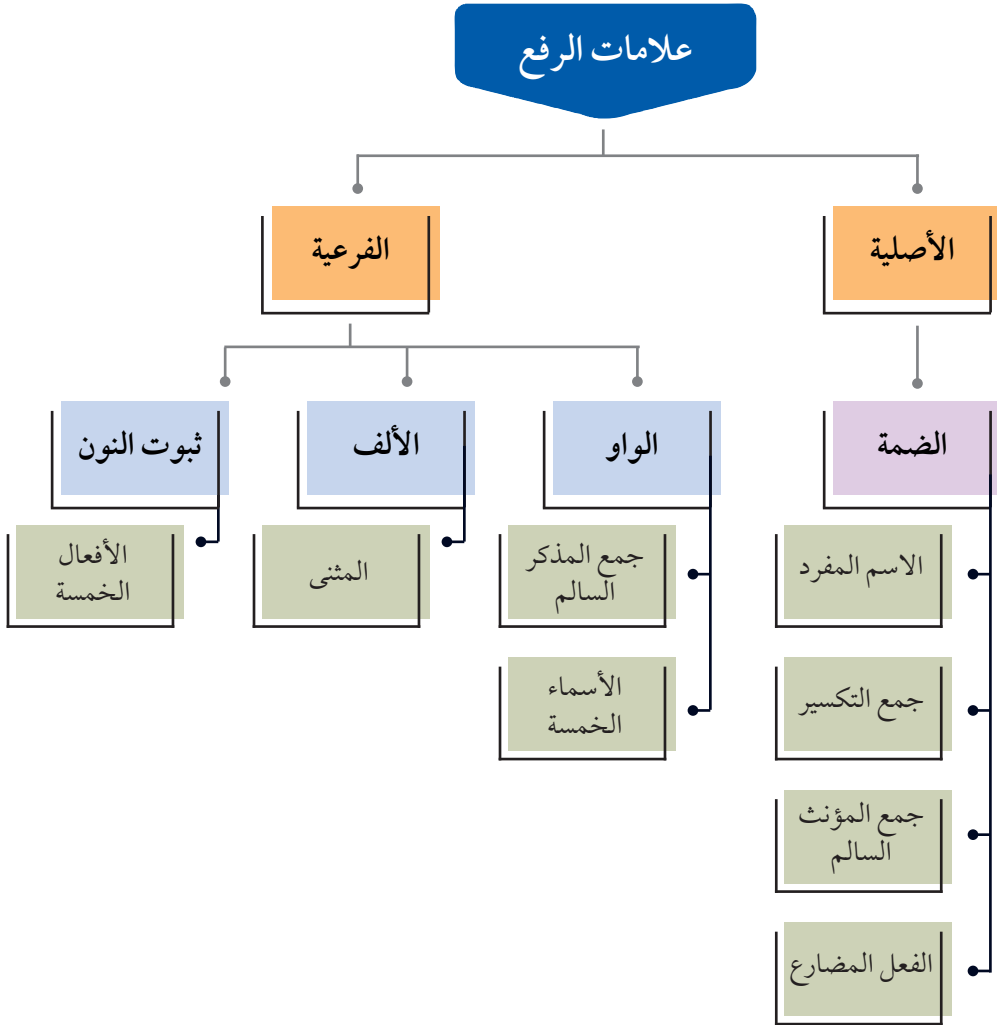 علامات الرفع
الأصلية
الفرعية
الضمة
الواو
الألف
ثبوت النون
الاسم المفرد
جمع التكسير
جمع المؤنث
السالم
الفعل المضارع
جمع المذكر
السالم
الأسماء
الخمسة
المثنى
الأفعال
الخمسة